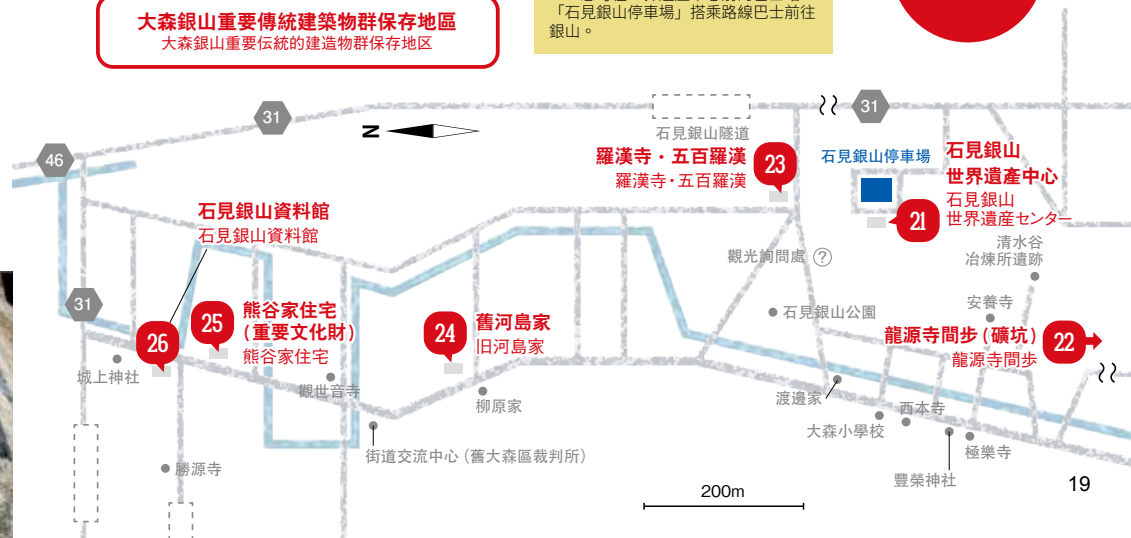 大森銀山重要傳統建築物群保存地區
大森銀山重要伝統的建造物群保存地区
「石見銀山停車場」搭乘路線巴士前往
銀山。
31
N
46
石見銀山隧道
31
羅漢寺・五百羅漢
羅漢寺・五百羅漢
23
石見銀山停車場
石見銀山
世界遺產中心
石見銀山
世界遺産センター
21
石見銀山資料館
石見銀山資料館
觀光詢問處 ?
清水谷
冶煉所遺跡
31
26
25
熊谷家住宅
(重要文化財)
熊谷家住宅
24
舊河島家
旧河島家
石見銀山公園
安養寺
龍源寺間歩(礦坑)
龍源寺間歩
22
城上神社
觀世音寺
柳原家
渡邊家
西本寺
大森小學校
極樂寺
豐榮神社
街道交流中心(舊大森區裁判所)
勝源寺
200m
19